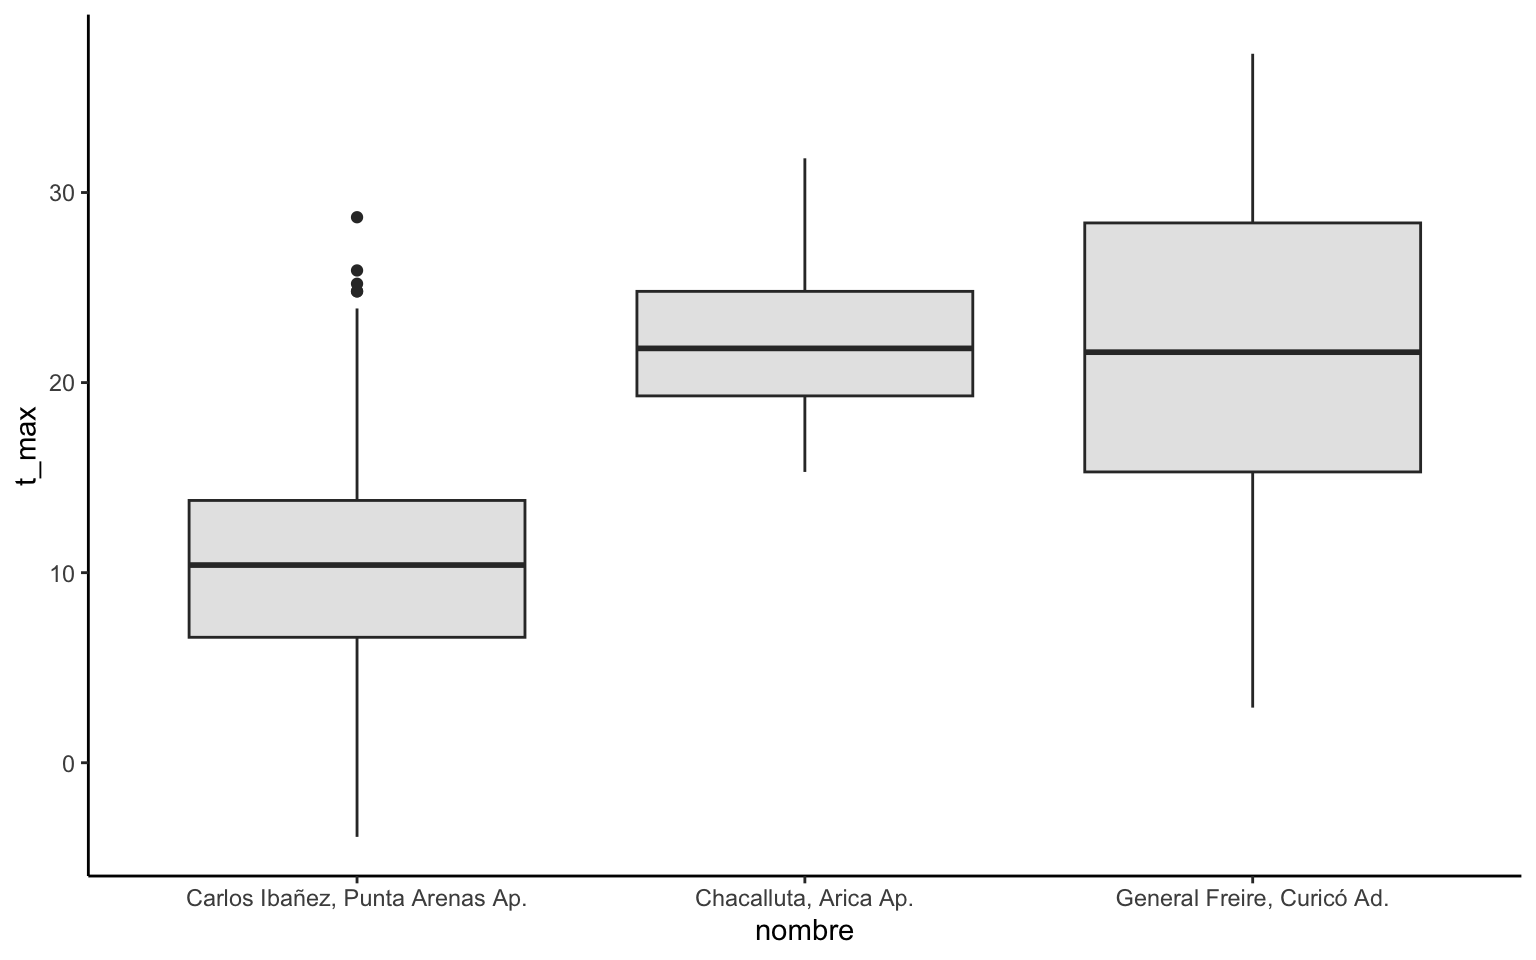 t_max
30
20
10
0
Carlos Ibañez, Punta Arenas Ap.
Chacalluta, Arica Ap.
General Freire, Curicó Ad.
nombre